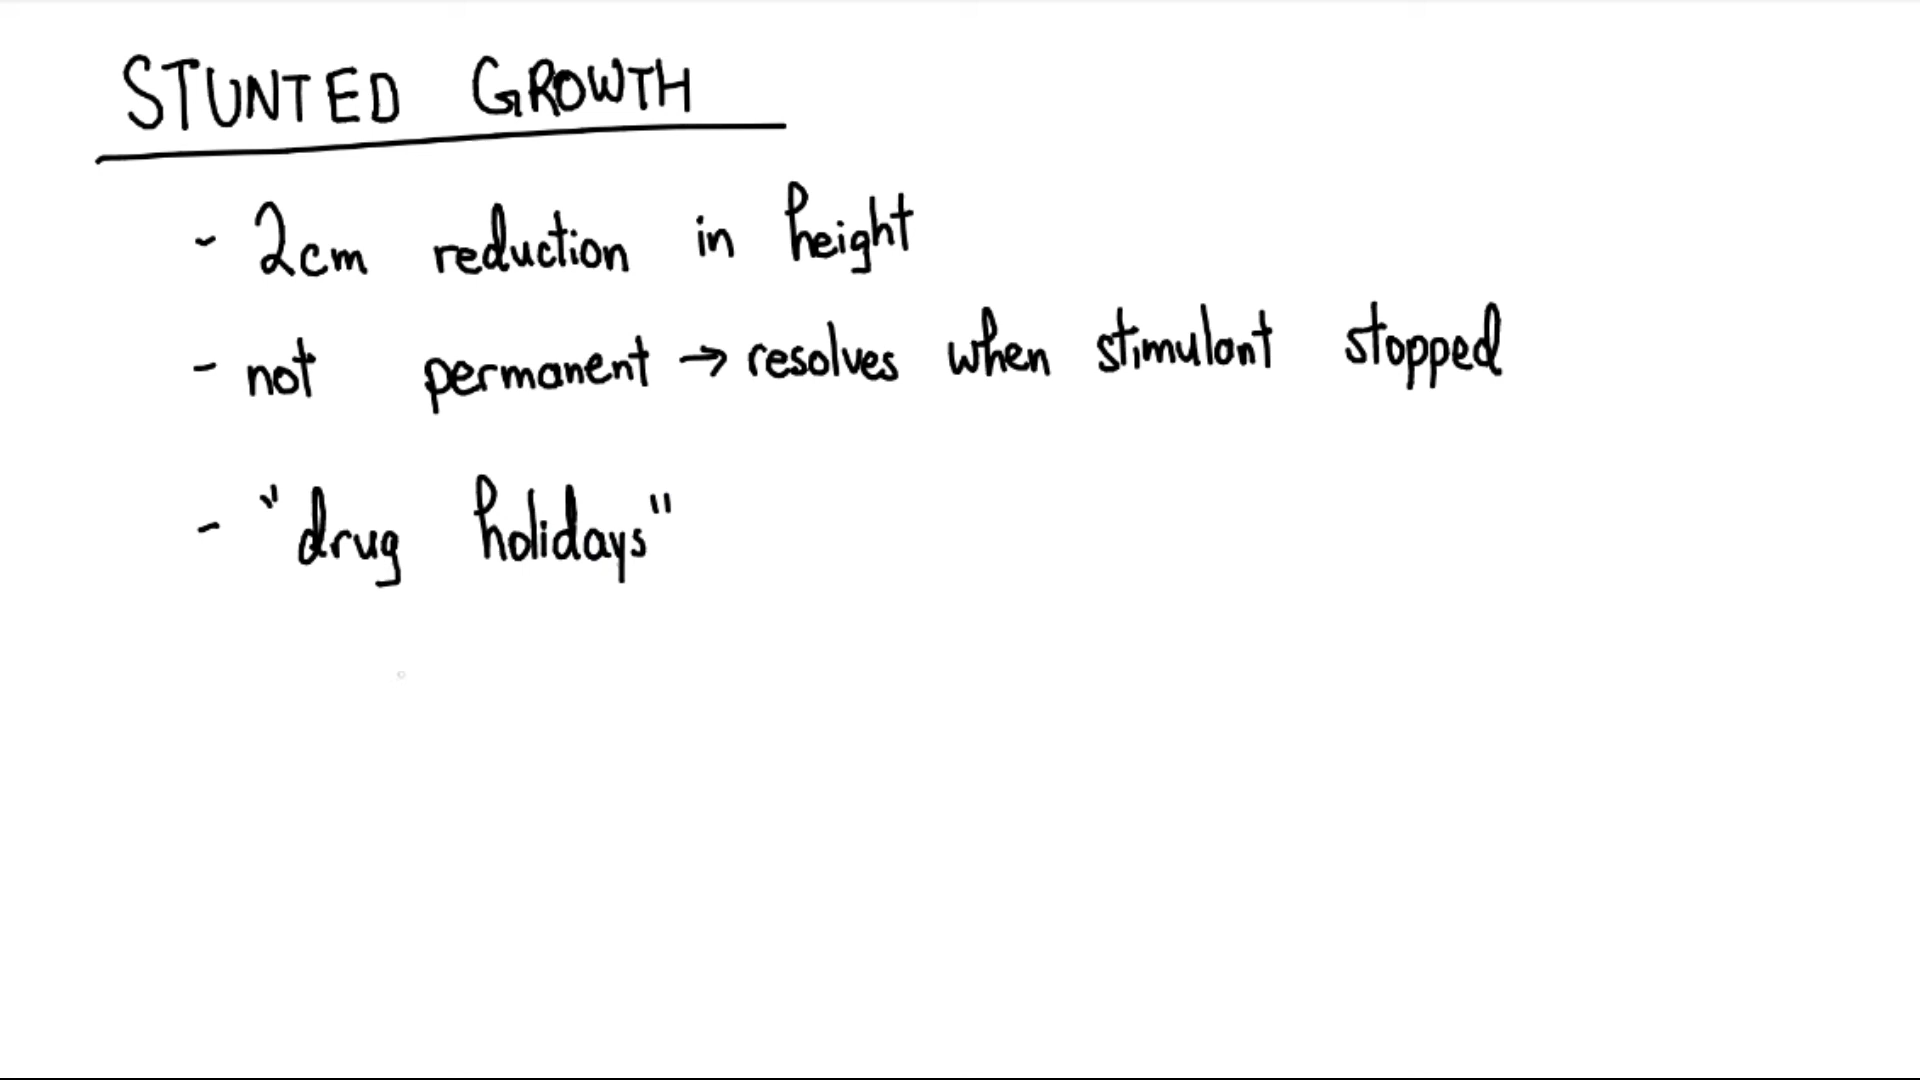 STUNTED GROWTH
- 2cm reduction in height
- not permanent → resolves when stimulant stopped
- "drug holidays"